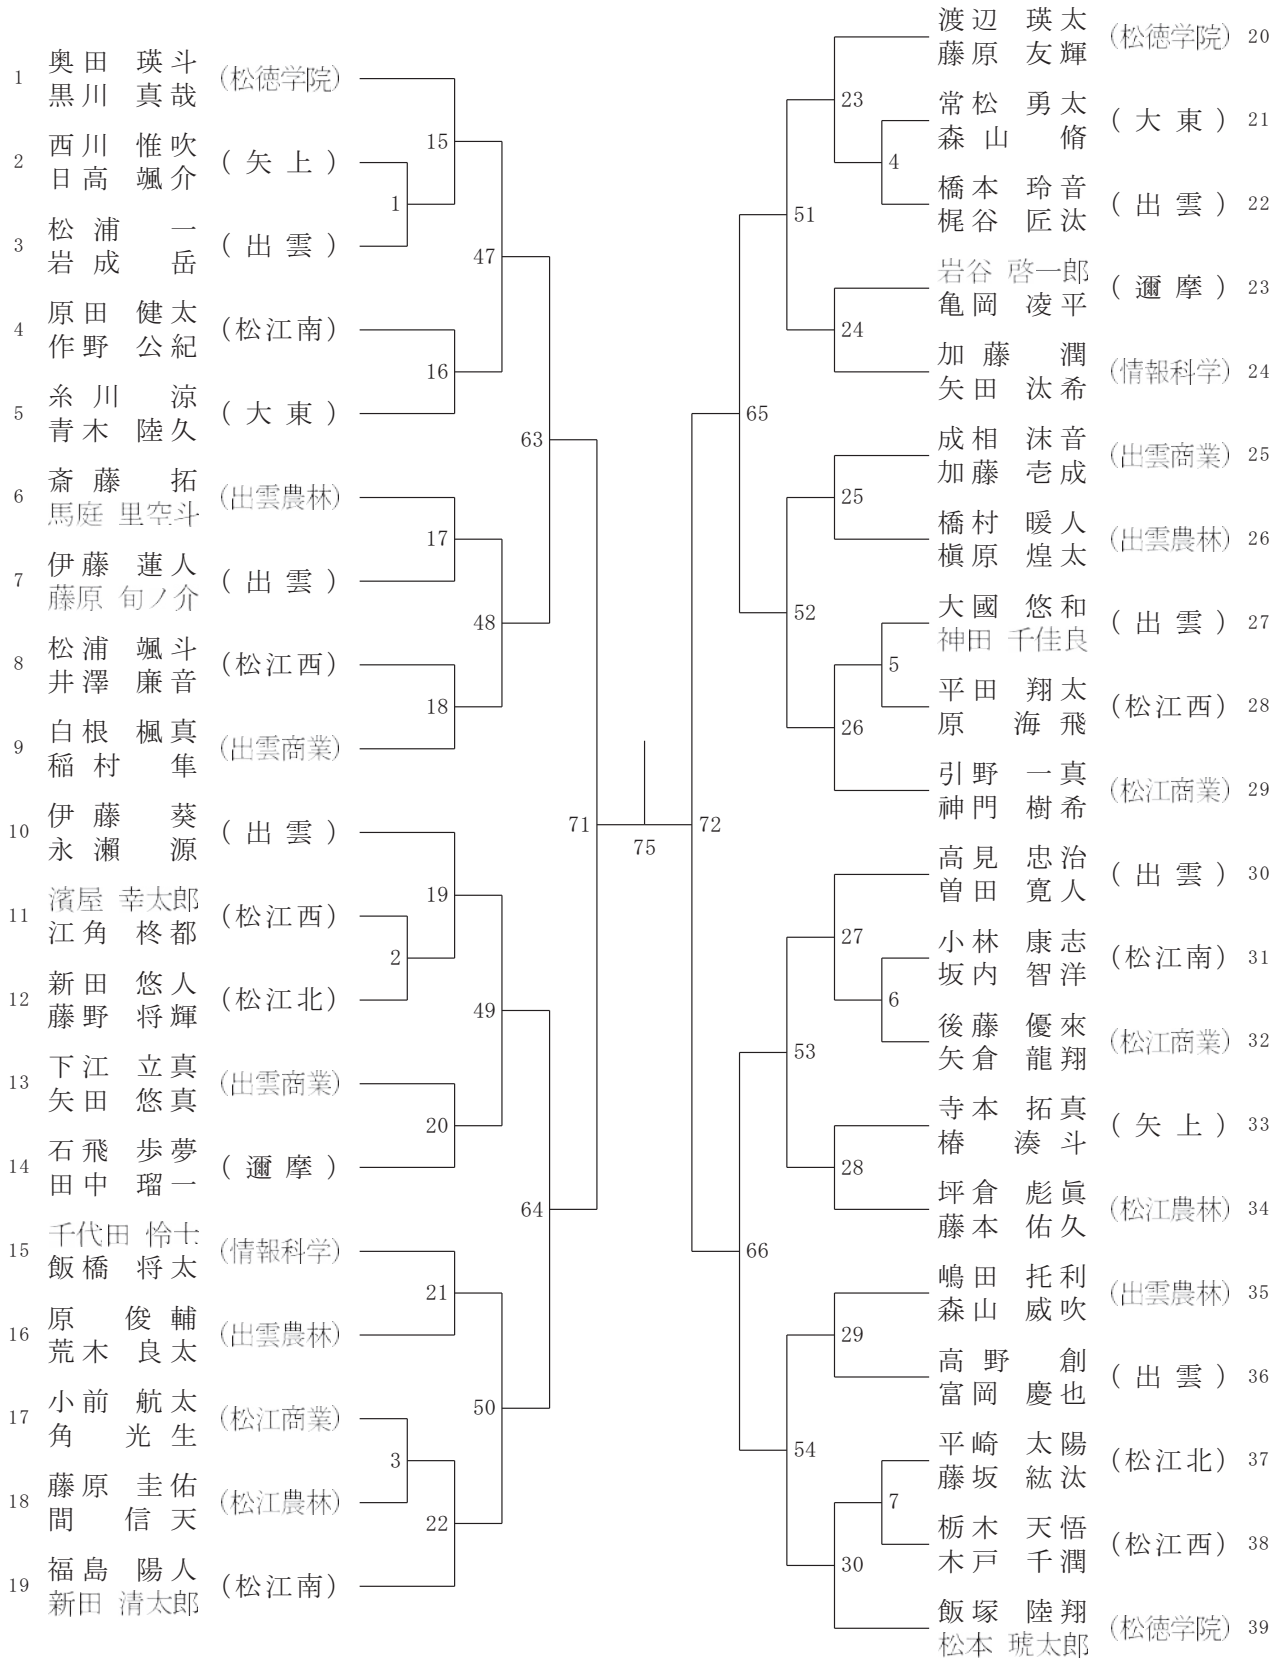 1 奥田 瑛斗 (松徳学院)
黒川 真哉
2 西川 惟吹 (矢上)
日高 颯介
3 松浦 一 (出雲)
岩成 岳
4 原田 健太 (松江南)
作野 公紀
5 糸川 涼 (大東)
青木 陸久
6 斎藤 拓 (出雲農林)
馬庭 里空斗
7 伊藤 蓮人 (出雲)
藤原 旬ノ介
8 松浦 颯斗 (松江西)
井澤 廉音
9 白根 楓真 (出雲商業)
稲村 隼
10 伊藤 葵 (出雲)
永瀬 源
11 濱屋 幸太郎 (松江西)
江角 柊都
12 新田 悠人 (松江北)
藤野 将輝
13 下江 立真 (出雲商業)
矢田 悠真
14 石飛 歩夢 (邇摩)
田中 瑠一
15 千代田 怜士 (情報科学)
飯橋 将太
16 原 俊輔 (出雲農林)
荒木 良太
17 小前 航太 (松江商業)
角 光生
18 藤原 圭佑 (松江農林)
間 信天
19 福島 陽人 (松江南)
新田 清太郎
15
1
47
16
63
17
48
18
71
19
2
49
20
64
21
50
3
22
75
72
23
4
51
24
65
25
52
5
26
27
6
53
28
66
29
54
7
30
渡辺 瑛太 (松徳学院) 20
藤原 友輝
常松 勇太 (大東) 21
森山 脩
橋本 玲音 (出雲) 22
梶谷 匠汰
岩谷 啓一郎 (邇摩) 23
亀岡 凌平
加藤 潤 (情報科学) 24
矢田 汰希
成相 沫音 (出雲商業) 25
加藤 壱成
橋村 暖人 (出雲農林) 26
槇原 煌太
大國 悠和 (出雲) 27
神田 千佳良
平田 翔太 (松江西) 28
原 海飛
引野 一真 (松江商業) 29
神門 樹希
高見 忠治 (出雲) 30
曽田 寛人
小林 康志 (松江南) 31
坂内 智洋
後藤 優來 (松江商業) 32
矢倉 龍翔
寺本 拓真 (矢上) 33
椿 湊斗
坪倉 彪眞 (松江農林) 34
藤本 佑久
嶋田 托利 (出雲農林) 35
森山 威吹
高野 創 (出雲) 36
富岡 慶也
平崎 太陽 (松江北) 37
藤坂 紘汰
栃木 天悟 (松江西) 38
木戸 千潤
飯塚 陸翔 (松徳学院) 39
松本 琥太郎